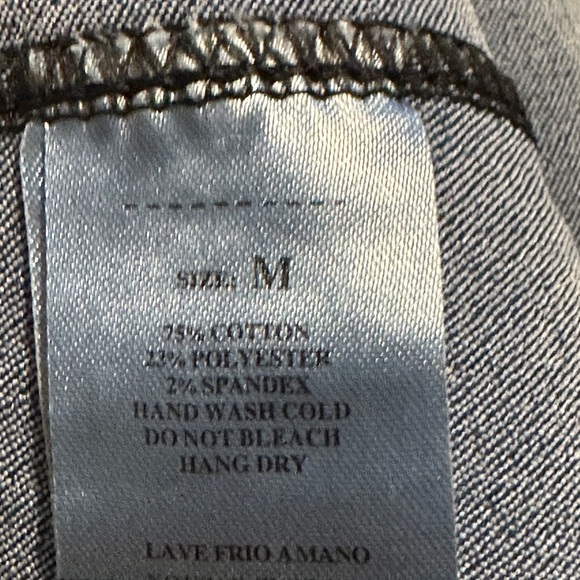 SIZE: M
75% COTTON
23% POLYESTER
2% SPANDEX
HAND WASH COLD
DO NOT BLEACH
HANG DRY
LAVE FRIO A MANO